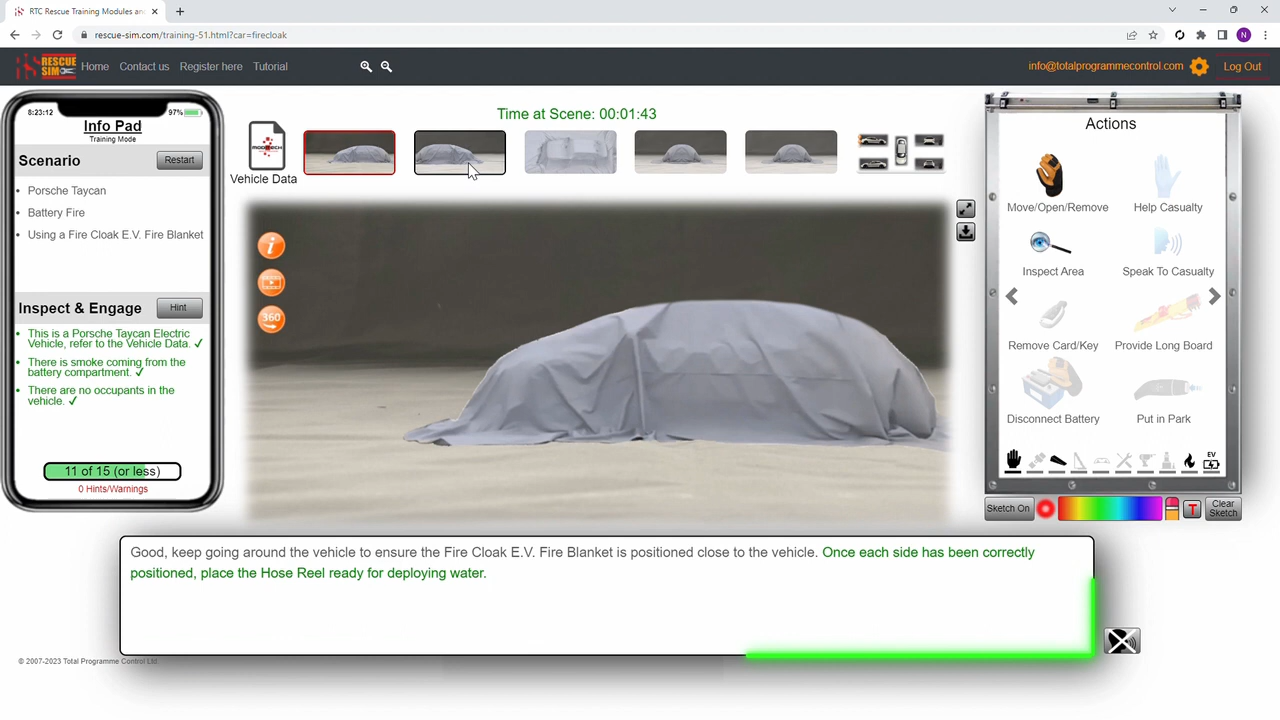 RTC Rescue Training Modules an
rescue-sim.com/training-51.html?car=firecloak
N
RESCUE
SIM
Home
Contact us
Register here
Tutorial
info@totalprogrammecontrol.com
Log Out
8:23:12
97%
Info Pad
Training Mode
Scenario
Restart
• Porsche Taycan
• Battery Fire
• Using a Fire Cloak E.V. Fire Blanket
Inspect & Engage
Hint
• This is a Porsche Taycan Electric
Vehicle, refer to the Vehicle Data. ✓
• There is smoke coming from the
battery compartment. ✓
• There are no occupants in the
vehicle. ✓
11 of 15 (or less)
0 Hints/Warnings
Time at Scene: 00:01:43
Vehicle Data
i
360
Actions
Move/Open/Remove
Help Casualty
Inspect Area
Speak To Casualty
Remove Card/Key
Provide Long Board
Disconnect Battery
Put in Park
EV
Sketch On
T
Clear
Sketch
Good, keep going around the vehicle to ensure the Fire Cloak E.V. Fire Blanket is positioned close to the vehicle. Once each side has been correctly
positioned, place the Hose Reel ready for deploying water.
© 2007-2023 Total Programme Control Ltd.